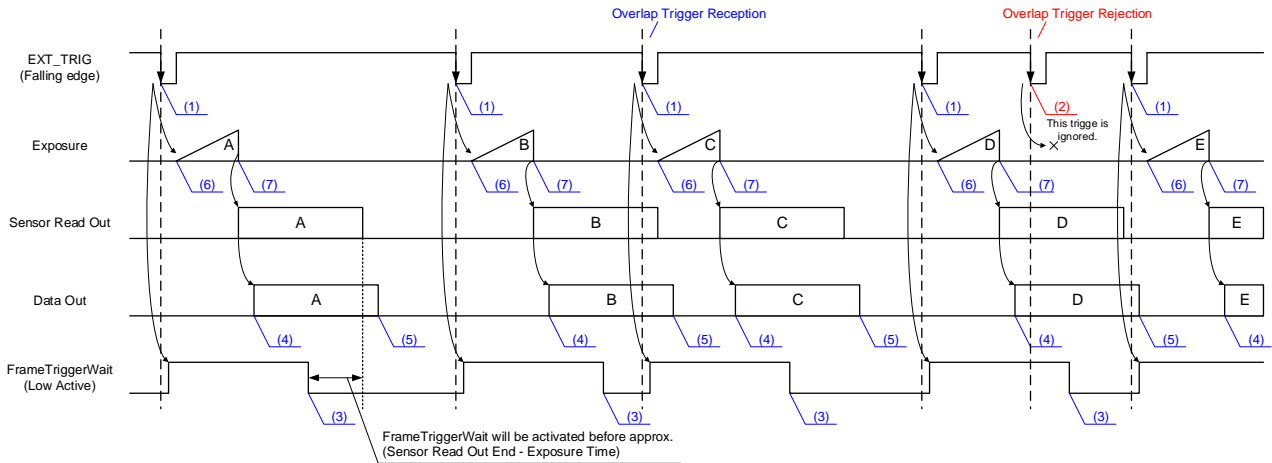 Overlap Trigger Reception
Overlap Trigger Rejection
EXT_TRIG
(Falling edge)
(1)
(1)
(1)
(1)
(2)
(1)
This trigge is
ignored.
Exposure
A
B
C
D
E
(6)
(7)
(6)
(7)
(6)
(7)
(6)
(7)
(6)
(7)
Sensor Read Out
A
B
C
D
E
Data Out
A
B
C
D
E
(4)
(5)
(4)
(5)
(4)
(5)
(4)
(5)
(4)
FrameTriggerWait
(Low Active)
(3)
(3)
(3)
(3)
FrameTriggerWait will be activated before approx.
(Sensor Read Out End - Exposure Time)